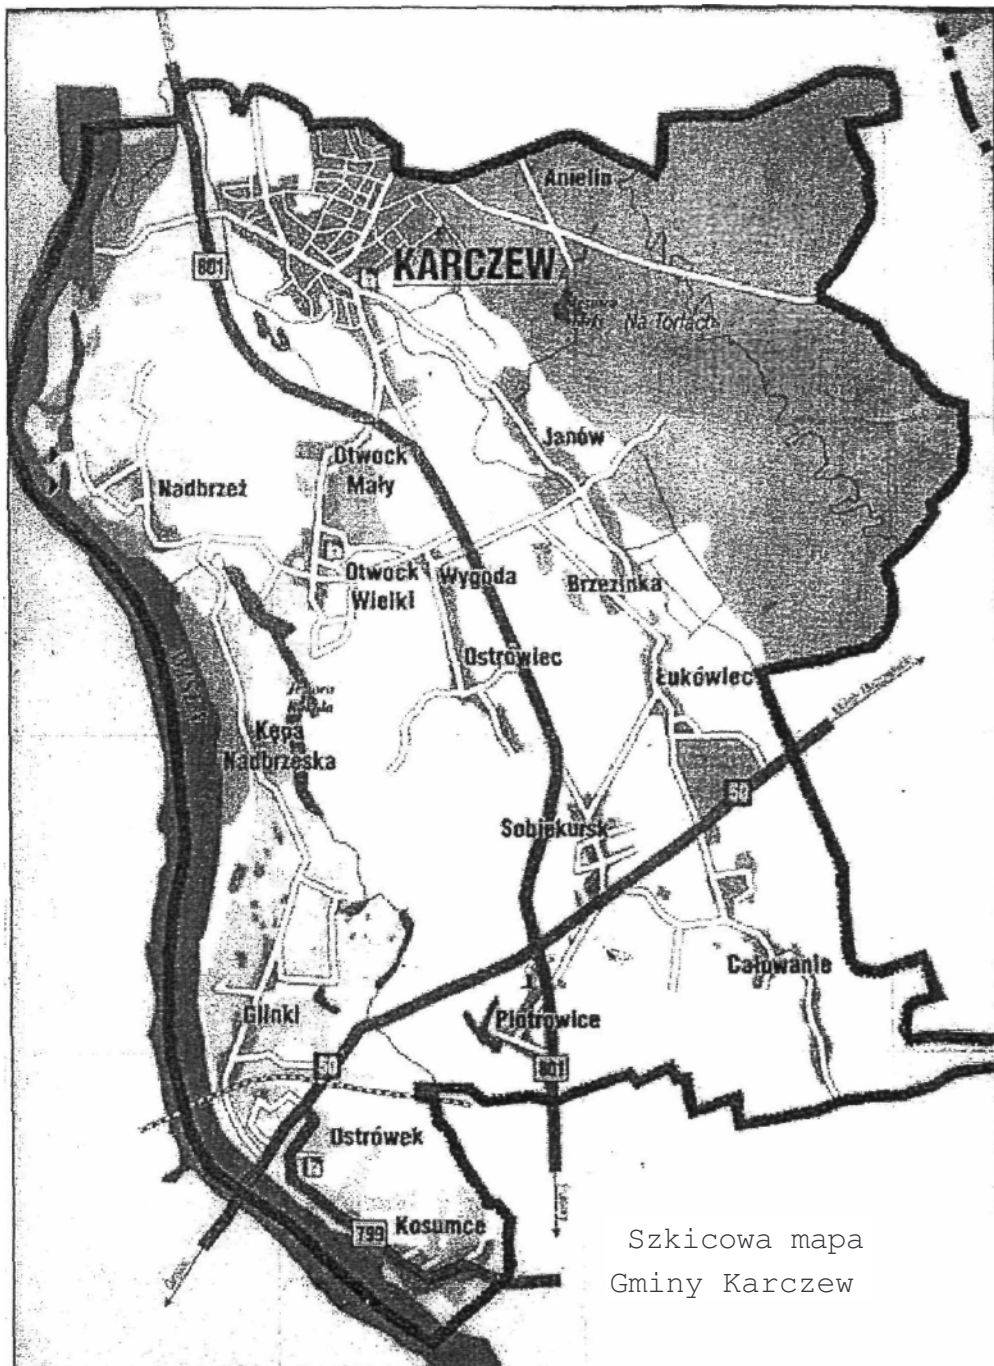 Anielin
801
KARCZEW
Na Torfach
Janów
Otwock
Mały
Nadbrzeż
Otwock
Wielki
Wygoda
Brzezinka
Ostrówiec
Łukówiec
Kępa
Nadbrzeska
50
Sobiekursk
Całowanie
Glinki
Piotrowice
50
801
Ostrówek
799
Kosumce
Szkicowa mapa
Gminy Karczew